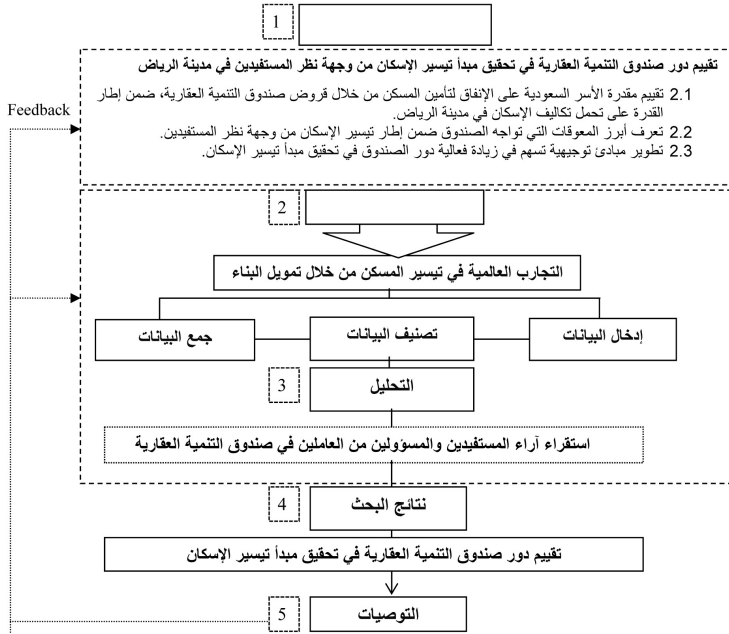 1
تقييم دور صندوق التنمية العقارية في تحقيق مبدأ تيسير الإسكان من وجهة نظر المستفيدين في مدينة الرياض
2.1 تقييم مقدرة الأسر السعودية على الإنفاق لتأمين المسكن من خلال قروض صندوق التنمية العقارية، ضمن إطار
القدرة على تحمل تكاليف الإسكان في مدينة الرياض.
2.2 تعرف أبرز المعوقات التي تواجه الصندوق ضمن إطار تيسير الإسكان من وجهة نظر المستفيدين.
2.3 تطوير مبادئ توجيهية تسهم في زيادة فعالية دور الصندوق في تحقيق مبدأ تيسير الإسكان.
Feedback
2
التجارب العالمية في تيسير المسكن من خلال تمويل البناء
إدخال البيانات
تصنيف البيانات
جمع البيانات
3
التحليل
استقراء آراء المستفيدين والمسؤولين من العاملين في صندوق التنمية العقارية
4
نتائج البحث
تقييم دور صندوق التنمية العقارية في تحقيق مبدأ تيسير الإسكان
5
التوصيات